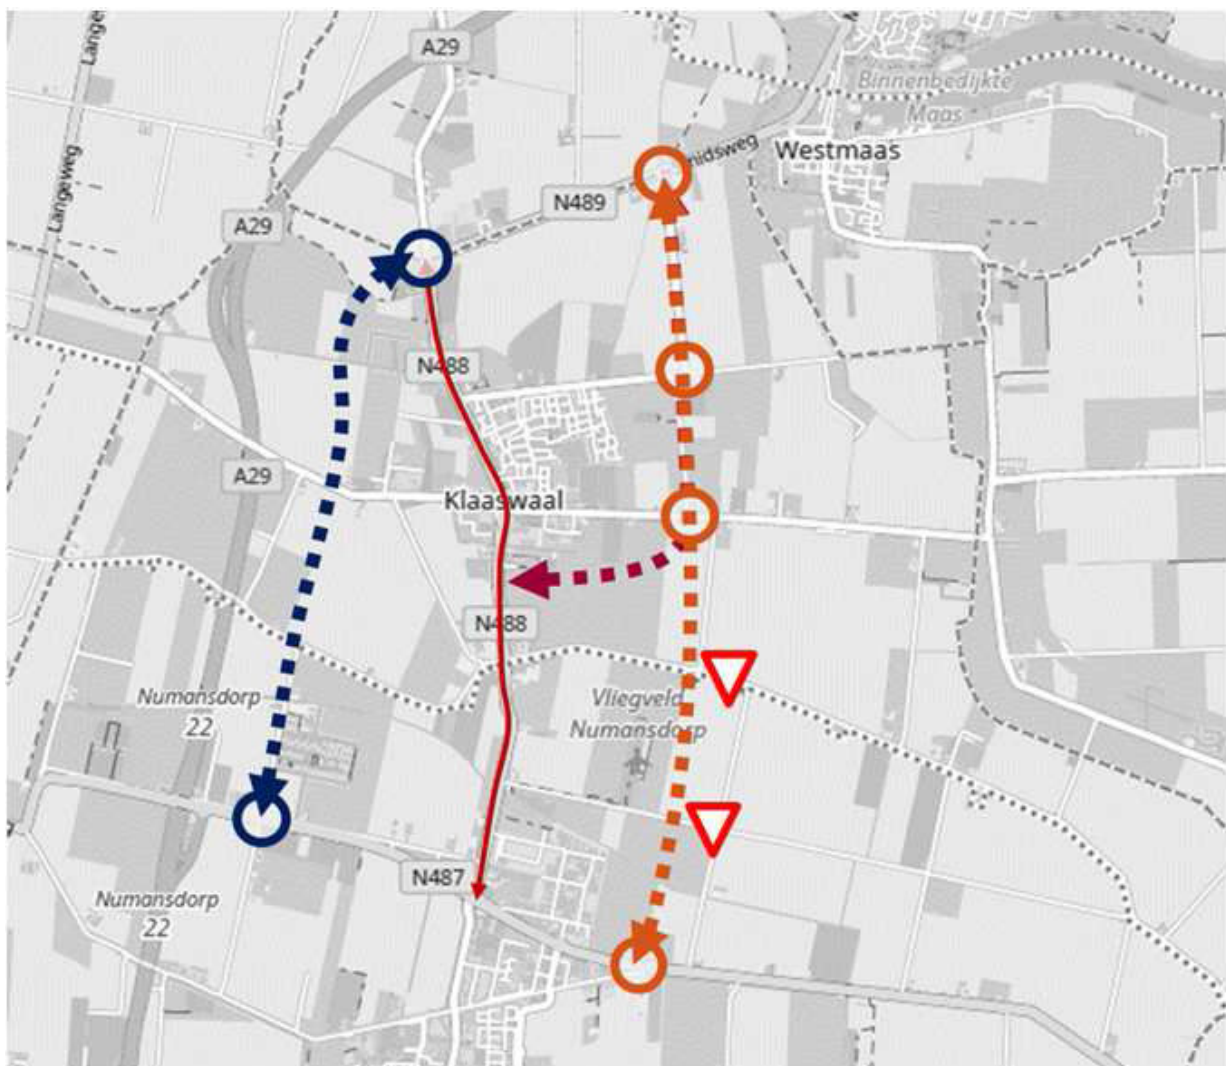 Langeweg
A29
Binnenbedijkte
Maas
Westmaas
N489
A29
N488
A29
Klaaswaal
N488
Numansdorp
22
Vliegveld
Numansdorp
N487
Numansdorp
22